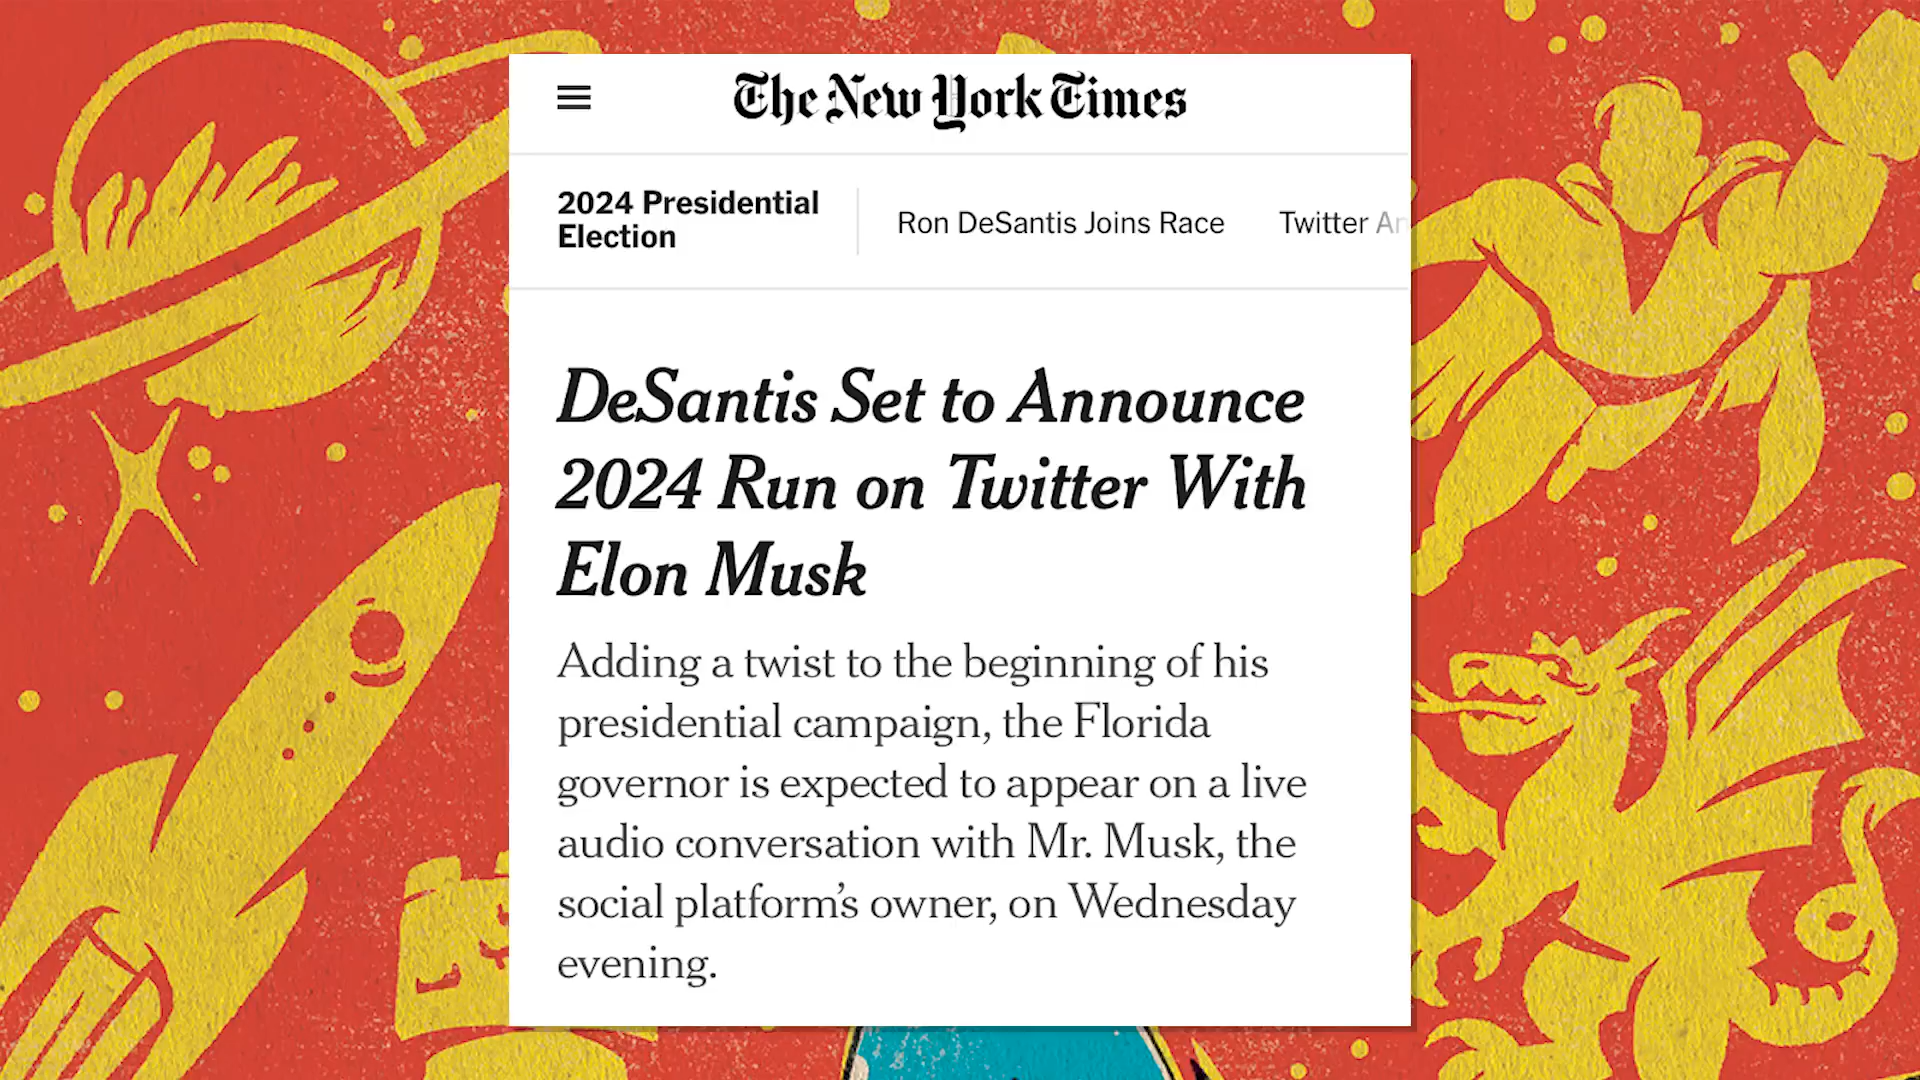 The New York Times
2024 Presidential
Election
Ron DeSantis Joins Race
Twitter
DeSantis Set to Announce
2024 Run on Twitter With
Elon Musk
Adding a twist to the beginning of his
presidential campaign, the Florida
governor is expected to appear on a live
audio conversation with Mr. Musk, the
social platform’s owner, on Wednesday
evening.